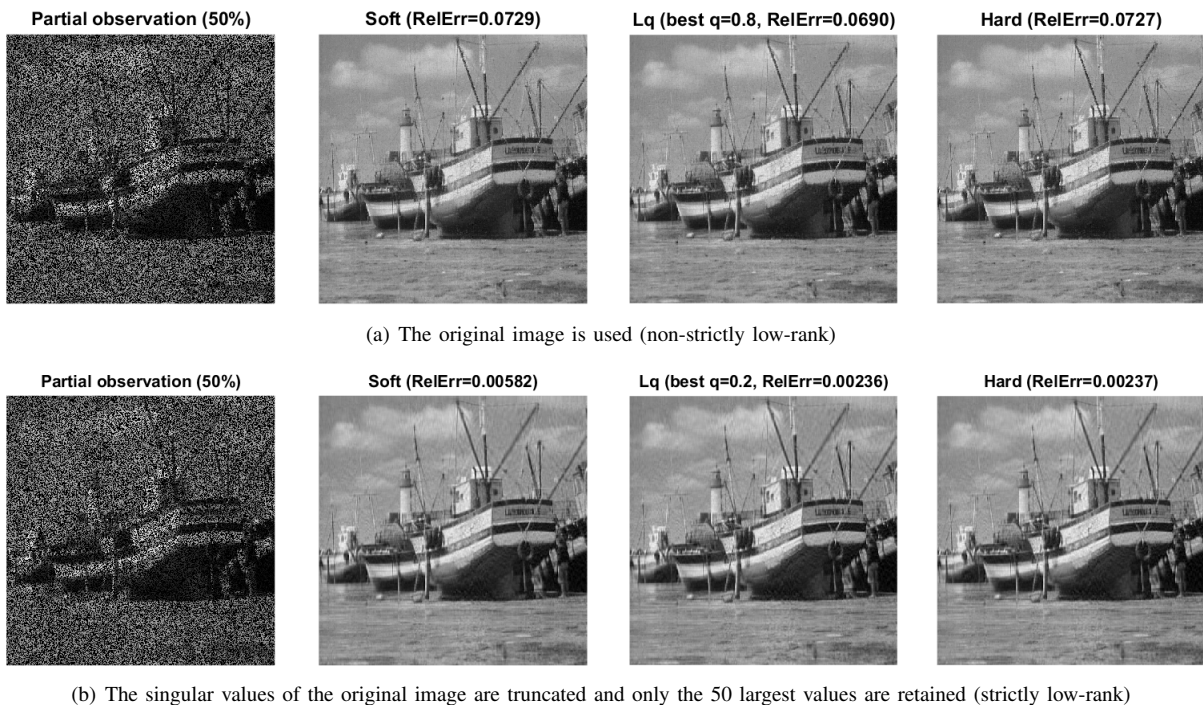 Partial observation (50%)
Soft (RelErr=0.0729)
Lq (best q=0.8, RelErr=0.0690)
Hard (RelErr=0.0727)
(a) The original image is used (non-strictly low-rank)
Partial observation (50%)
Soft (RelErr=0.00582)
Lq (best q=0.2, RelErr=0.00236)
Hard (RelErr=0.00237)
(b) The singular values of the original image are truncated and only the 50 largest values are retained (strictly low-rank)